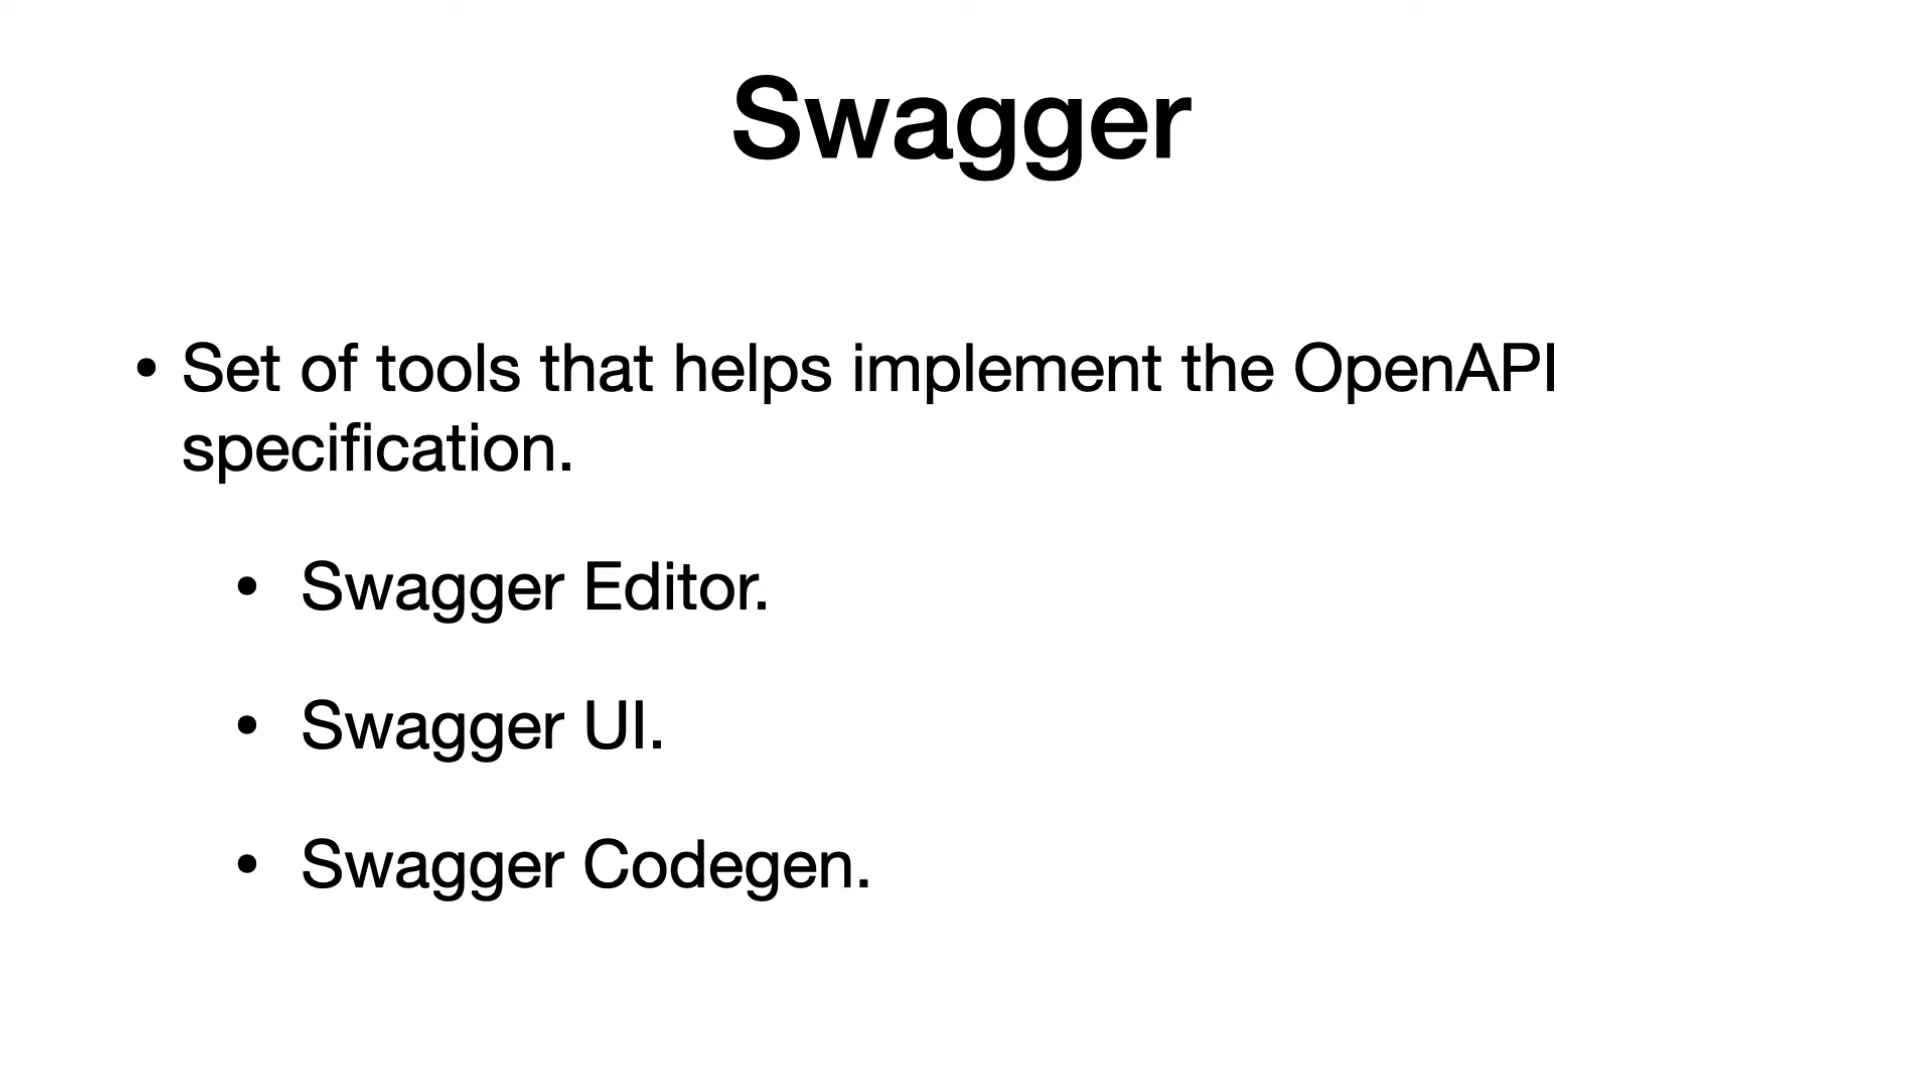 Swagger
• Set of tools that helps implement the OpenAPI
specification.
• Swagger Editor.
• Swagger UI.
• Swagger Codegen.